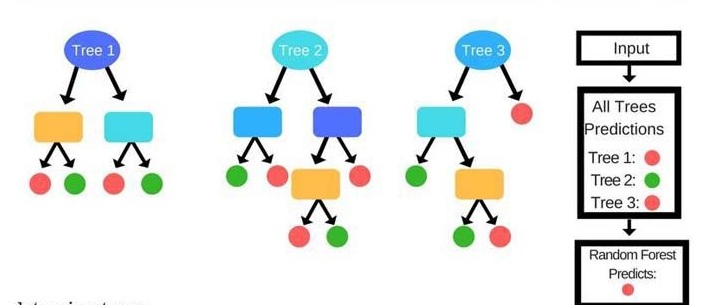 Tree 1
Tree 2
Tree 3
Input
All Trees
Predictions
Tree 1:
Tree 2:
Tree 3:
Random Forest
Predicts: